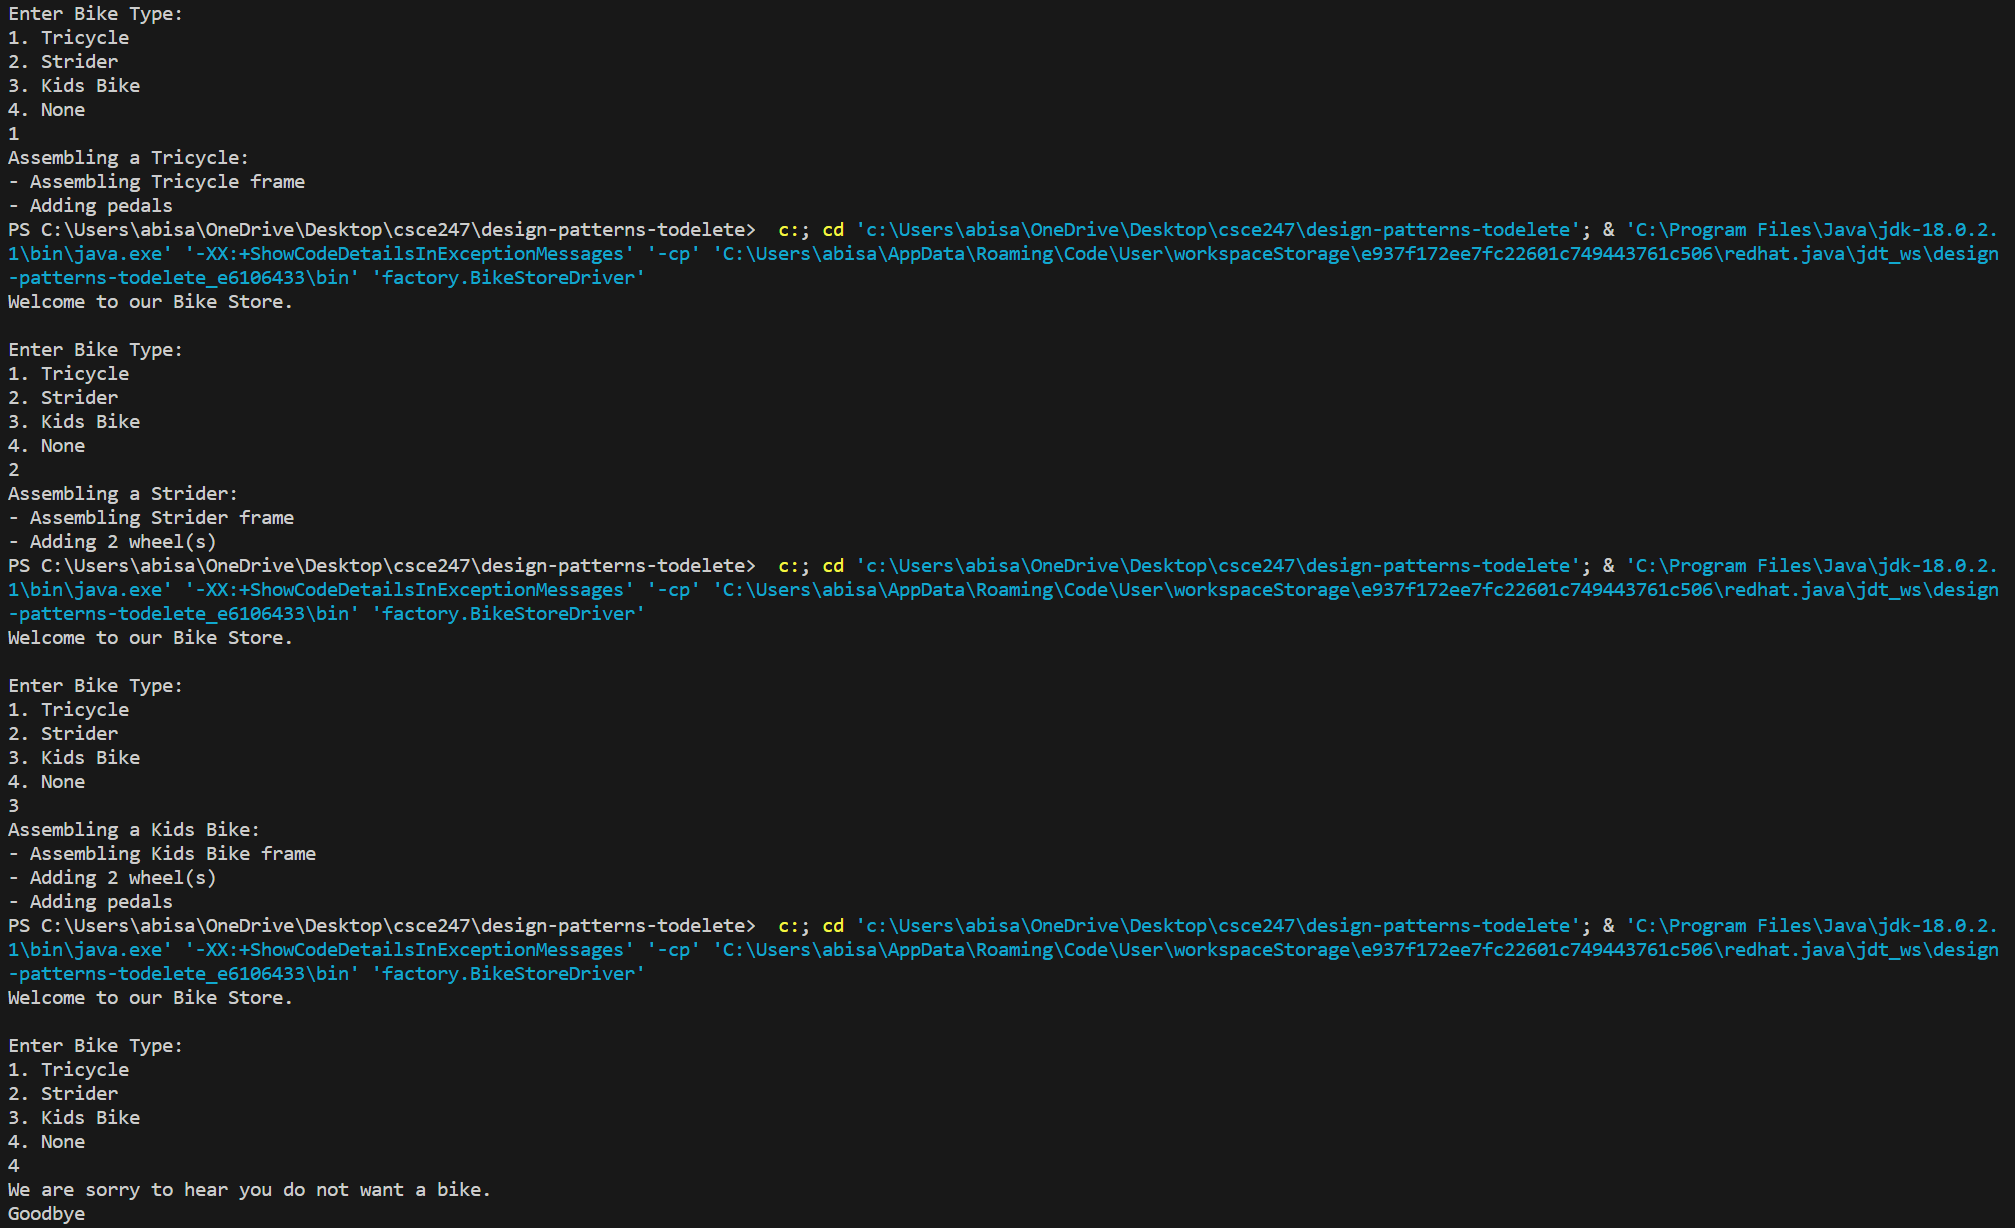 Enter Bike Type:
1. Tricycle
2. Strider
3. Kids Bike
4. None
1
Assembling a Tricycle:
- Assembling Tricycle frame
- Adding pedals
PS C:\Users\abisa\OneDrive\Desktop\csce247\design-patterns-todelete>  c:; cd 'c:\Users\abisa\OneDrive\Desktop\csce247\design-patterns-todelete'; & 'C:\Program Files\Java\jdk-18.0.2.
1\bin\java.exe' '-XX:+ShowCodeDetailsInExceptionMessages' '-cp' 'C:\Users\abisa\AppData\Roaming\Code\User\workspaceStorage\e937f172ee7fc22601c749443761c506\redhat.java\jdt_ws\design
-patterns-todelete_e6106433\bin' 'factory.BikeStoreDriver'
Welcome to our Bike Store.

Enter Bike Type:
1. Tricycle
2. Strider
3. Kids Bike
4. None
2
Assembling a Strider:
- Assembling Strider frame
- Adding 2 wheel(s)
PS C:\Users\abisa\OneDrive\Desktop\csce247\design-patterns-todelete>  c:; cd 'c:\Users\abisa\OneDrive\Desktop\csce247\design-patterns-todelete'; & 'C:\Program Files\Java\jdk-18.0.2.
1\bin\java.exe' '-XX:+ShowCodeDetailsInExceptionMessages' '-cp' 'C:\Users\abisa\AppData\Roaming\Code\User\workspaceStorage\e937f172ee7fc22601c749443761c506\redhat.java\jdt_ws\design
-patterns-todelete_e6106433\bin' 'factory.BikeStoreDriver'
Welcome to our Bike Store.

Enter Bike Type:
1. Tricycle
2. Strider
3. Kids Bike
4. None
3
Assembling a Kids Bike:
- Assembling Kids Bike frame
- Adding 2 wheel(s)
- Adding pedals
PS C:\Users\abisa\OneDrive\Desktop\csce247\design-patterns-todelete>  c:; cd 'c:\Users\abisa\OneDrive\Desktop\csce247\design-patterns-todelete'; & 'C:\Program Files\Java\jdk-18.0.2.
1\bin\java.exe' '-XX:+ShowCodeDetailsInExceptionMessages' '-cp' 'C:\Users\abisa\AppData\Roaming\Code\User\workspaceStorage\e937f172ee7fc22601c749443761c506\redhat.java\jdt_ws\design
-patterns-todelete_e6106433\bin' 'factory.BikeStoreDriver'
Welcome to our Bike Store.

Enter Bike Type:
1. Tricycle
2. Strider
3. Kids Bike
4. None
4
We are sorry to hear you do not want a bike.
Goodbye